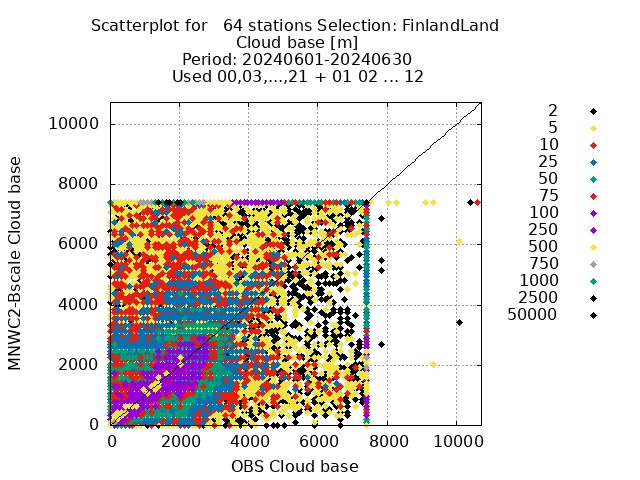 Scatterplot for   64 stations Selection: FinlandLand
Cloud base [m]
Period: 20240601-20240630
Used 00,03,...,21 + 01 02 ... 12
MNWC2-Bscale Cloud base
10000
8000
6000
4000
2000
0
0 2000 4000 6000 8000 10000
OBS Cloud base
2
5
10
25
50
75
100
250
500
750
1000
2500
50000